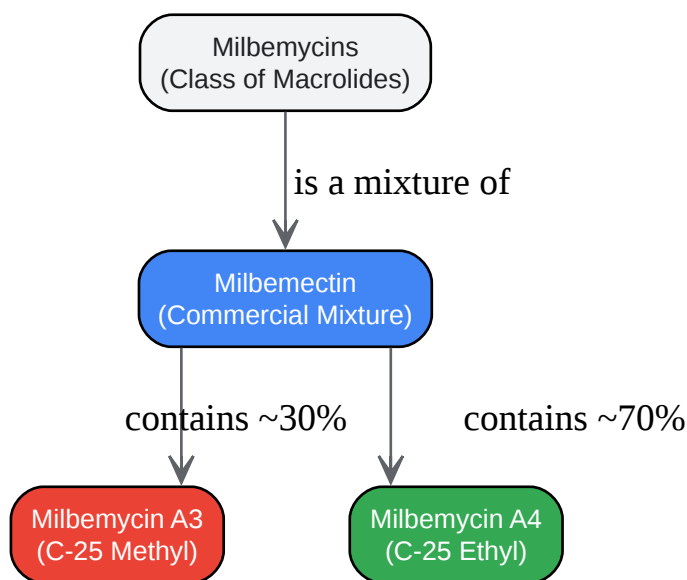 Milbemycins
(Class of Macrolides)
is a mixture of
Milbemectin
(Commercial Mixture)
contains ~30%
contains ~70%
Milbemycin A3
(C-25 Methyl)
Milbemycin A4
(C-25 Ethyl)